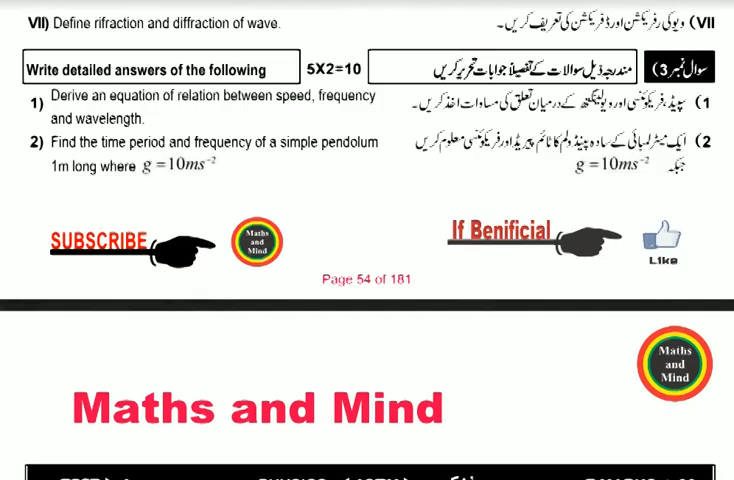 VII) Define rifraction and diffraction of wave.
VII) ویوکی رفریکشن اور ڈفریکشن کی تعریف کریں۔
Write detailed answers of the following
5X2=10
مندرجہ ذیل سوالات کے تفصیلاً جوابات تحریر کریں
سوال نمبر 3)
1) Derive an equation of relation between speed, frequency
and wavelength.
1) سپیڈ، فریکوئنسی اور ویولینگتھ کے درمیان تعلق کی مساوات اخذ کریں۔
2) Find the time period and frequency of a simple pendolum
1m long where g = 10ms⁻²
2) ایک میٹر لمبائی کے سادہ پینڈولم کا ٹائم پیریڈ اور فریکوئنسی معلوم کریں
جبکہ g = 10ms⁻²
SUBSCRIBE
Maths
and
Mind
If Benificial
Like
Page 54 of 181
Maths
and
Mind
Maths and Mind